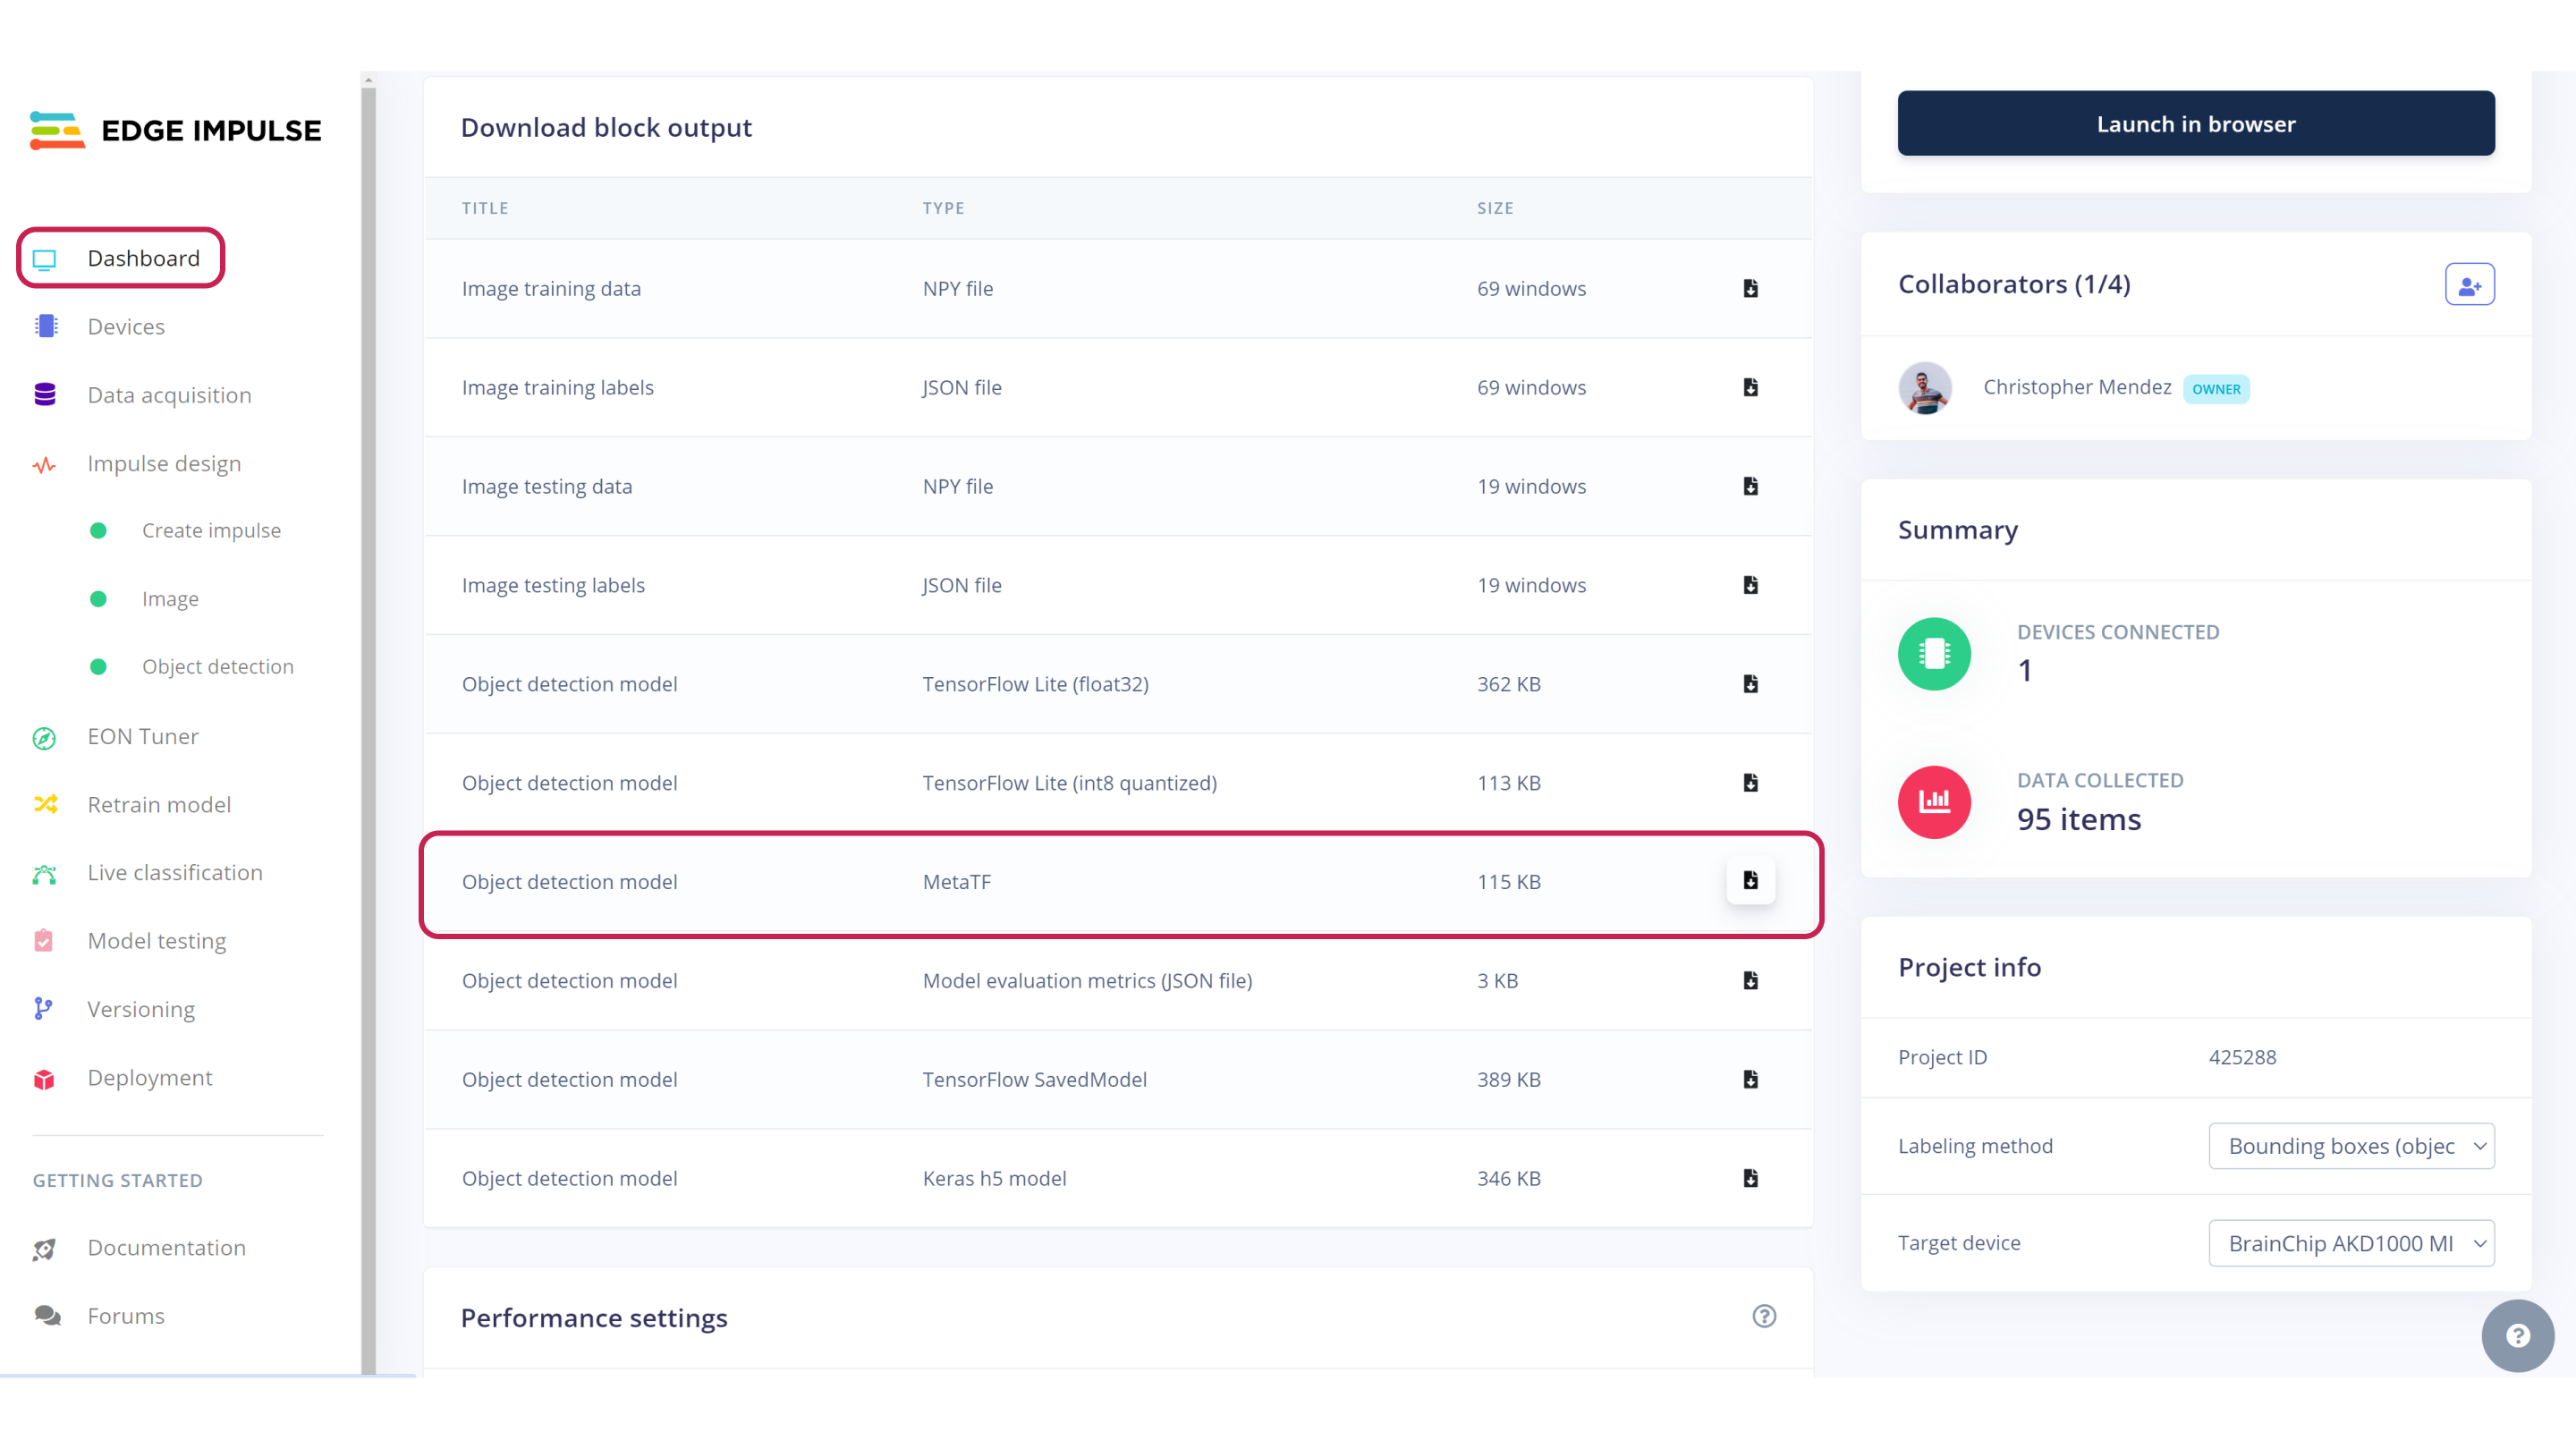 EDGE IMPULSE
Dashboard
Devices
Data acquisition
Impulse design
Create impulse
Image
Object detection
EON Tuner
Retrain model
Live classification
Model testing
Versioning
Deployment
GETTING STARTED
Documentation
Forums
Download block output
TITLE TYPE SIZE
Image training data NPY file 69 windows
Image training labels JSON file 69 windows
Image testing data NPY file 19 windows
Image testing labels JSON file 19 windows
Object detection model TensorFlow Lite (float32) 362 KB
Object detection model TensorFlow Lite (int8 quantized) 113 KB
Object detection model MetaTF 115 KB
Object detection model Model evaluation metrics (JSON file) 3 KB
Object detection model TensorFlow SavedModel 389 KB
Object detection model Keras h5 model 346 KB
Performance settings ?
Launch in browser
Collaborators (1/4)
Christopher Mendez OWNER
Summary
DEVICES CONNECTED
1
DATA COLLECTED
95 items
Project info
Project ID 425288
Labeling method Bounding boxes (objec
Target device BrainChip AKD1000 MI
?